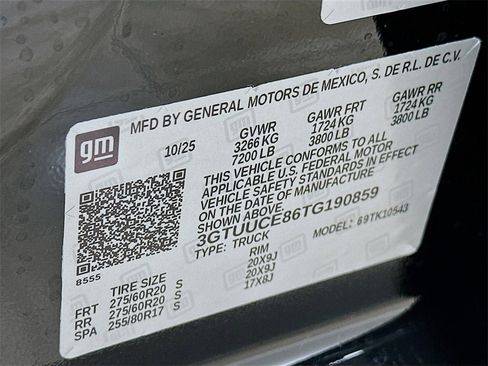 gm
MFD BY GENERAL MOTORS DE MEXICO, S. DE R.L. DE C.V.
10/25 GVWR GAWR FRT GAWR RR
3266 KG 1724 KG 1724 KG
7200 LB 3800 LB 3800 LB
THIS VEHICLE CONFORMS TO ALL
APPLICABLE U.S. FEDERAL MOTOR
VEHICLE SAFETY STANDARDS IN EFFECT
ON THE DATE OF MANUFACTURE
SHOWN ABOVE.
3GTUUCE86TG190859
TYPE: TRUCK MODEL: 69TK10543
8555
TIRE SIZE RIM
FRT 275/60R20 S 20X9J
RR 275/60R20 S 20X9J
SPA 255/80R17 S 17X8J